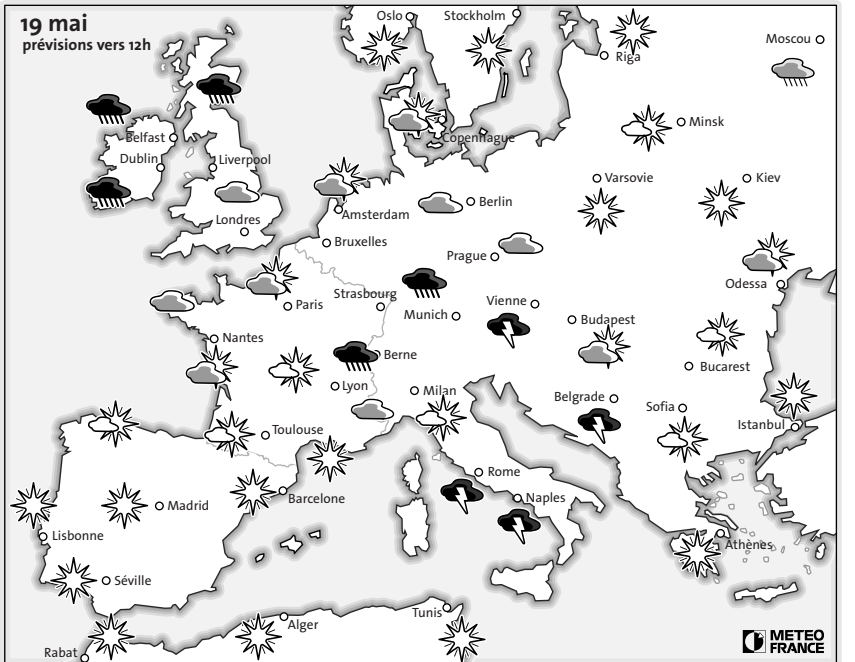 19 mai
prévisions vers 12h
Oslo
Stockholm
Riga
Moscou
Minsk
Copenhague
Belfast
Dublin
Liverpool
Londres
Amsterdam
Bruxelles
Berlin
Varsovie
Kiev
Prague
Odessa
Paris
Strasbourg
Munich
Vienne
Budapest
Nantes
Berne
Bucarest
Lyon
Milan
Belgrade
Sofia
Istanbul
Toulouse
Rome
Naples
Madrid
Barcelone
Lisbonne
Athènes
Séville
Tunis
Alger
Rabat
METEO
FRANCE